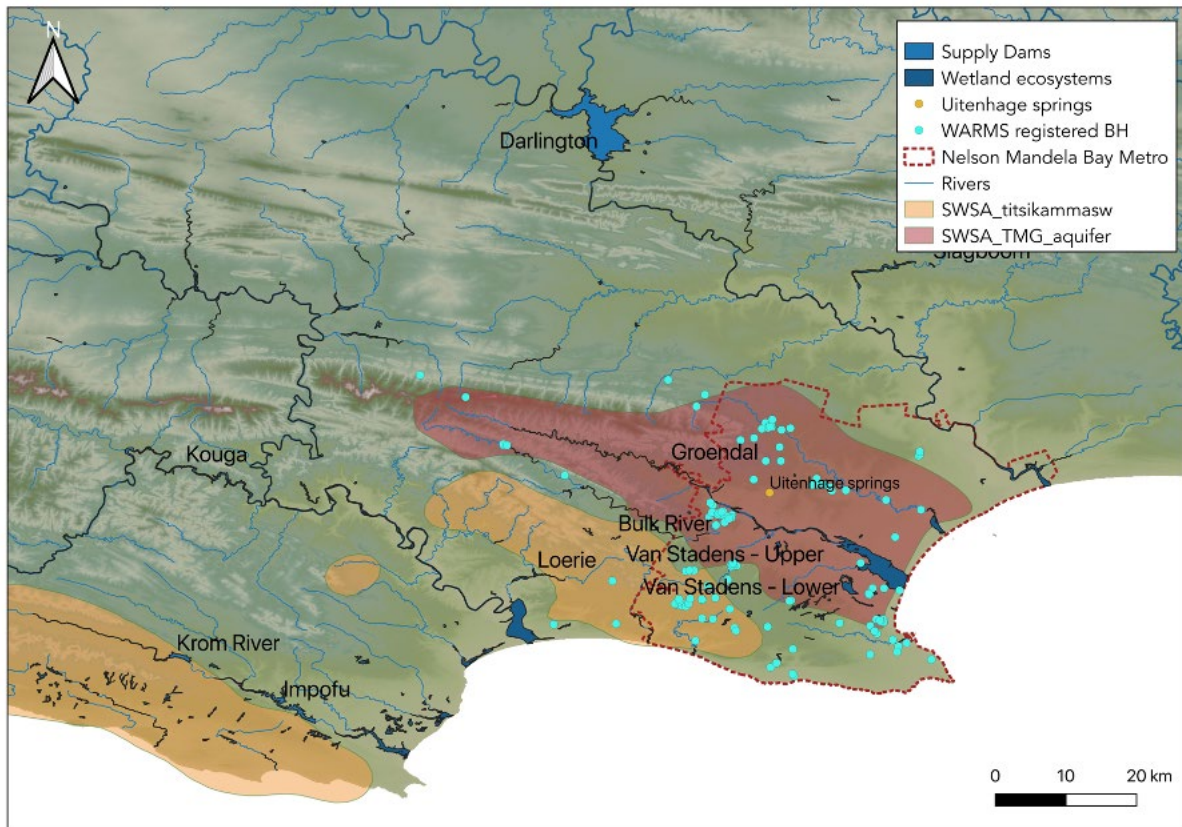 N
Supply Dams
Wetland ecosystems
Uitenhage springs
WARMS registered BH
Nelson Mandela Bay Metro
Rivers
SWSA_titsikammasw
SWSA_TMG_aquifer
Darlington
Slagboom
Kouga
Groendal
Uitenhage springs
Bulk River
Van Stadens - Upper
Loerie
Van Stadens - Lower
Krom River
Impofu
0 10 20 km